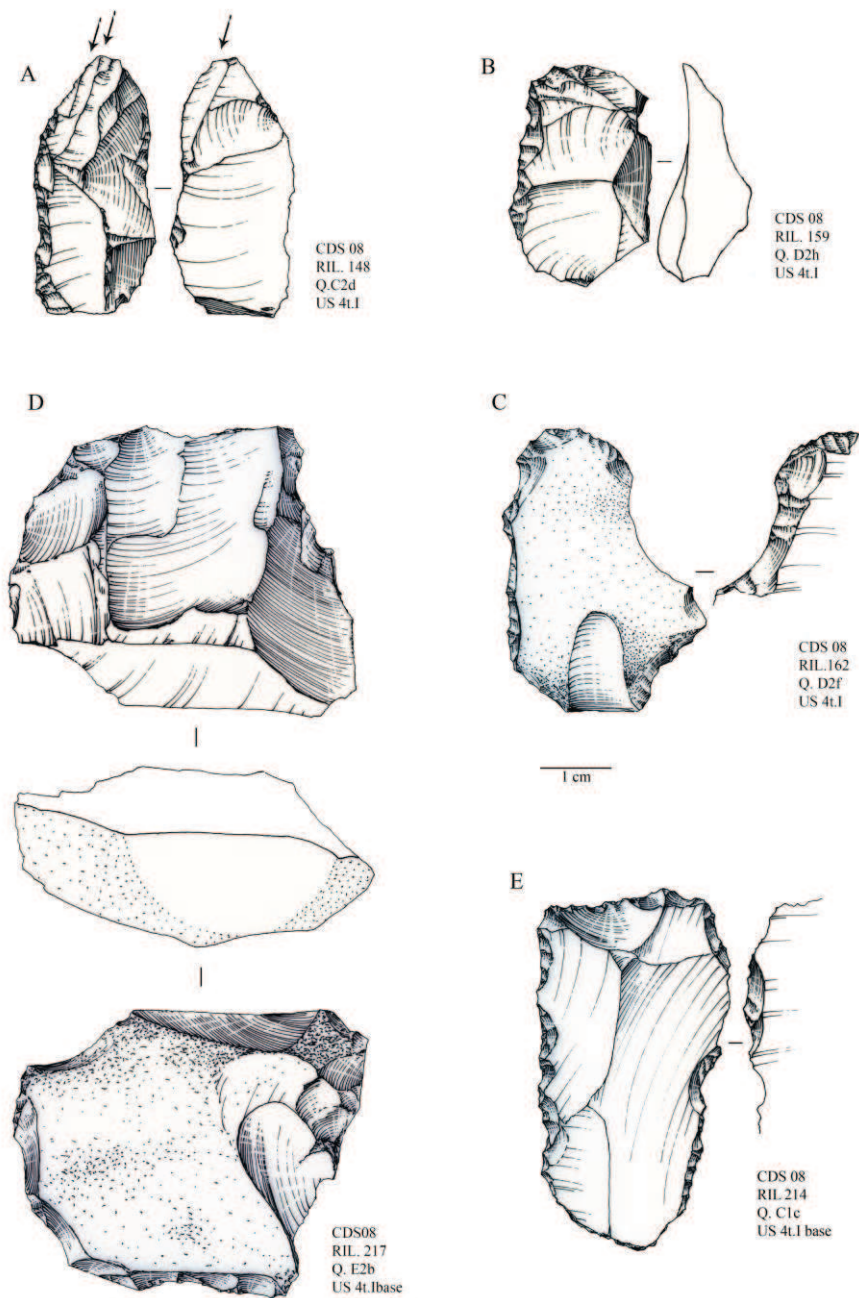 A
CDS 08
RIL. 148
Q.C2d
US 4t.I
B
CDS 08
RIL. 159
Q. D2h
US 4t.I
D
C
CDS 08
RIL.162
Q. D2f
US 4t.I
1 cm
E
CDS08
RIL. 217
Q. E2b
US 4t.Ibase
CDS 08
RIL 214
Q. C1c
US 4t.I base